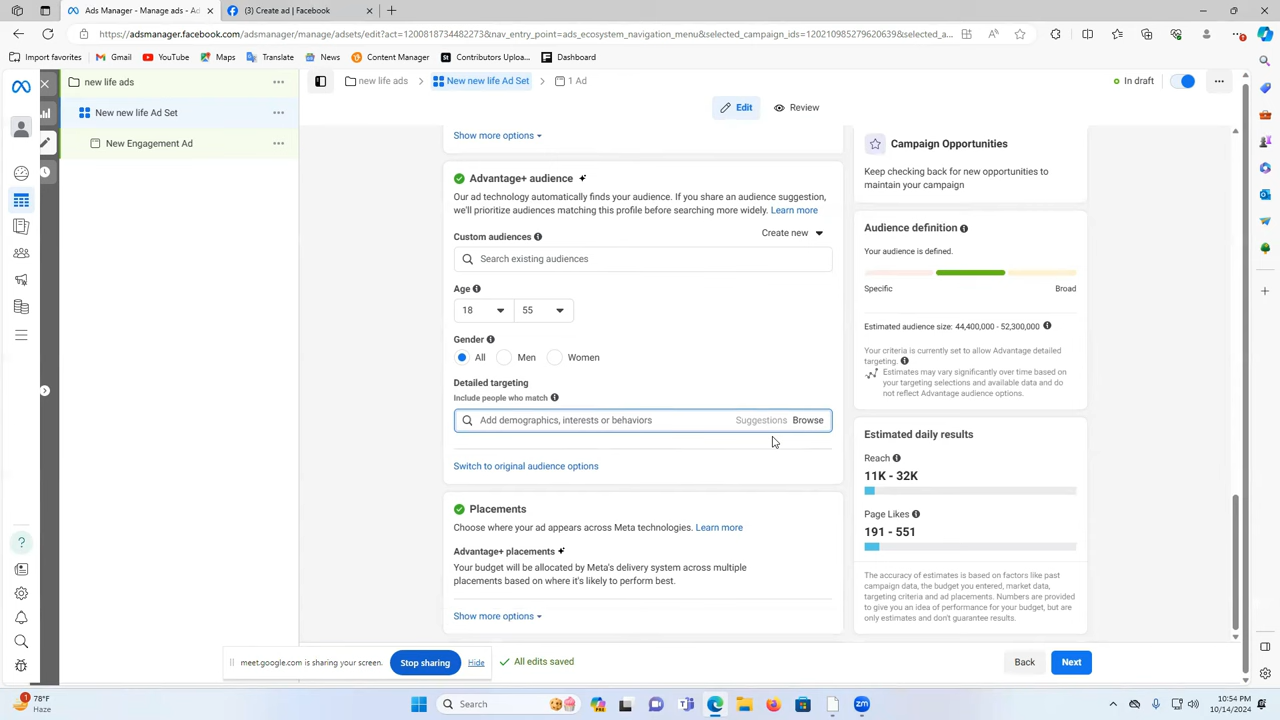 Meta Ads Manager - Ads Manage
(3) Create ad | Facebook
https://adsmanager.facebook.com/adsmanager/manage/adsets/edit?act=1200818734482273&nav_entry_point=ads_ecosystem_navigation_menu&selected_campaign_ids=120210985279620639&selected_a...
Import favorites
Gmail
YouTube
Maps
Translate
News
Content Manager
Contributors Uploa...
Dashboard
new life ads
new life ads
New new life Ad Set
1 Ad
In draft
New new life Ad Set
New Engagement Ad
Edit
Review
Show more options
Advantage+ audience
Our ad technology automatically finds your audience. If you share an audience suggestion,
we'll prioritize audiences matching this profile before searching more widely. Learn more
Custom audiences
Create new
Search existing audiences
Age
18
55
Gender
All
Men
Women
Detailed targeting
Include people who match
Add demographics, interests or behaviors
Suggestions
Browse
Switch to original audience options
Placements
Choose where your ad appears across Meta technologies. Learn more
Advantage+ placements
Your budget will be allocated by Meta's delivery system across multiple
placements based on where it's likely to perform best.
Show more options
Campaign Opportunities
Keep checking back for new opportunities to
maintain your campaign
Audience definition
Your audience is defined.
Specific
Broad
Estimated audience size: 44,400,000 - 52,300,000
Your criteria is currently set to allow Advantage detailed
targeting.
Estimates may vary significantly over time based on
your targeting selections and available data and do
not reflect Advantage audience options.
Estimated daily results
Reach
11K - 32K
Page Likes
191 - 551
The accuracy of estimates is based on factors like past
campaign data, the budget you entered, market data,
targeting criteria and ad placements. Numbers are provided
to give you an idea of performance for your budget, but are
only estimates and don't guarantee results.
meet.google.com is sharing your screen.
Stop sharing
Hide
All edits saved
Back
Next
78°F
Haze
Search
10:54 PM
10/14/2024